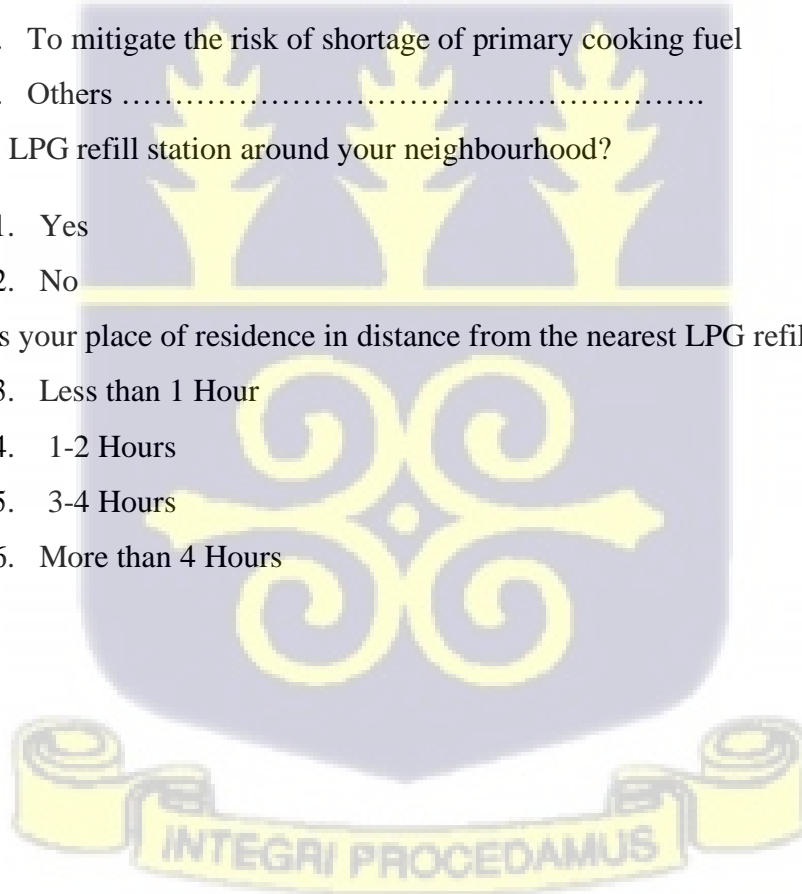 . To mitigate the risk of shortage of primary cooking fuel
. Others ……………………………………………….
LPG refill station around your neighbourhood?
1. Yes
2. No
s your place of residence in distance from the nearest LPG refil
3. Less than 1 Hour
4. 1-2 Hours
5. 3-4 Hours
6. More than 4 Hours
INTEGRI PROCEDAMUS